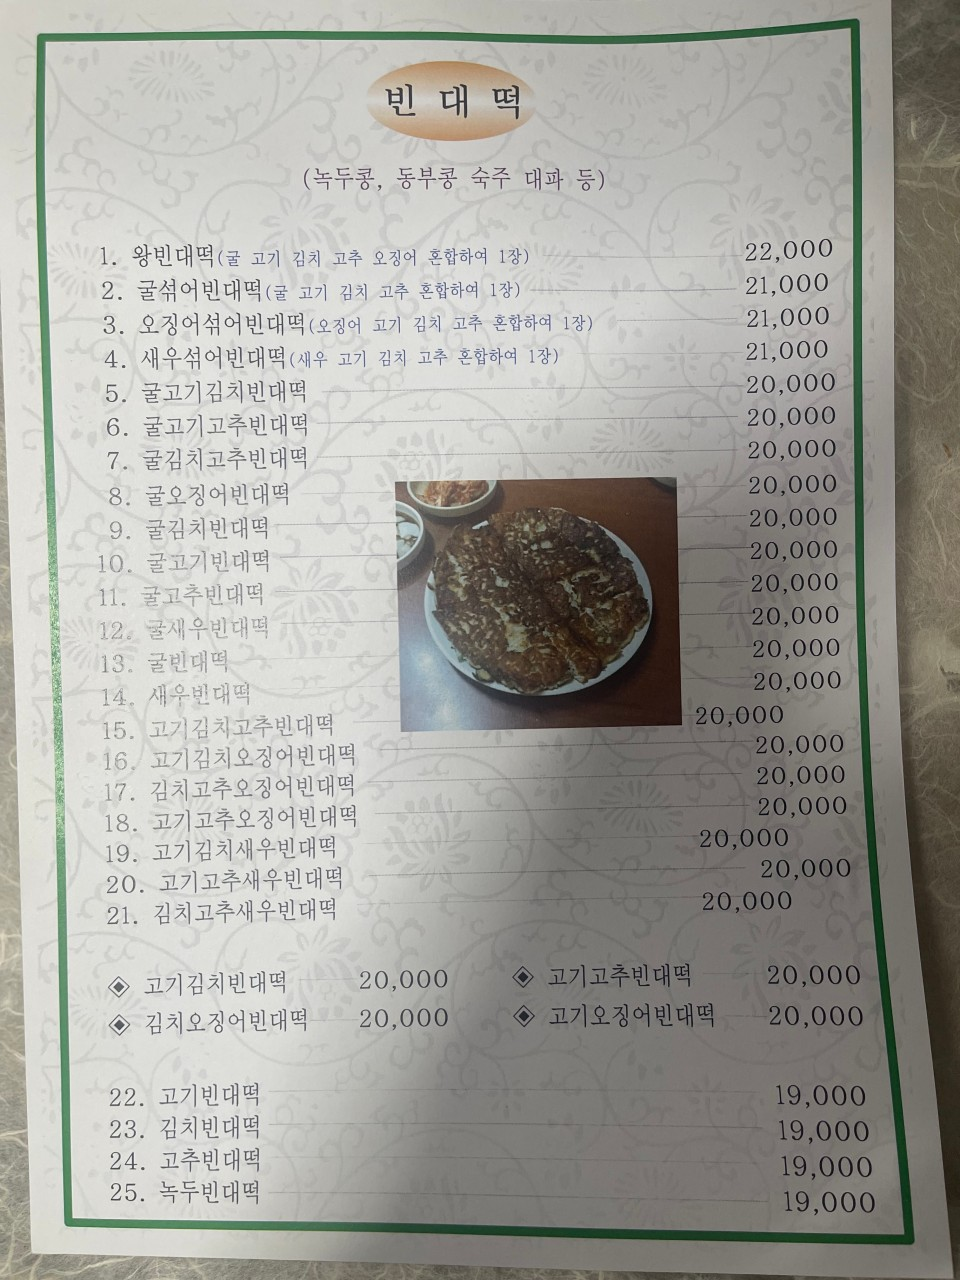 빈 대 떡
(녹두콩, 동부콩 숙주 대파 등)
1. 왕빈대떡(굴 고기 김치 고추 오징어 혼합하여 1장) 22,000
2. 굴섞어빈대떡(굴 고기 김치 고추 혼합하여 1장) 21,000
3. 오징어섞어빈대떡(오징어 고기 김치 고추 혼합하여 1장) 21,000
4. 새우섞어빈대떡(새우 고기 김치 고추 혼합하여 1장) 21,000
5. 굴고기김치빈대떡 20,000
6. 굴고기고추빈대떡 20,000
7. 굴김치고추빈대떡 20,000
8. 굴오징어빈대떡 20,000
9. 굴김치빈대떡 20,000
10. 굴고기빈대떡 20,000
11. 굴고추빈대떡 20,000
12. 굴새우빈대떡 20,000
13. 굴빈대떡 20,000
14. 새우빈대떡 20,000
15. 고기김치고추빈대떡 20,000
16. 고기김치오징어빈대떡 20,000
17. 김치고추오징어빈대떡 20,000
18. 고기고추오징어빈대떡 20,000
19. 고기김치새우빈대떡 20,000
20. 고기고추새우빈대떡 20,000
21. 김치고추새우빈대떡 20,000
◈ 고기김치빈대떡 20,000 ◈ 고기고추빈대떡 20,000
◈ 김치오징어빈대떡 20,000 ◈ 고기오징어빈대떡 20,000
22. 고기빈대떡 19,000
23. 김치빈대떡 19,000
24. 고추빈대떡 19,000
25. 녹두빈대떡 19,000